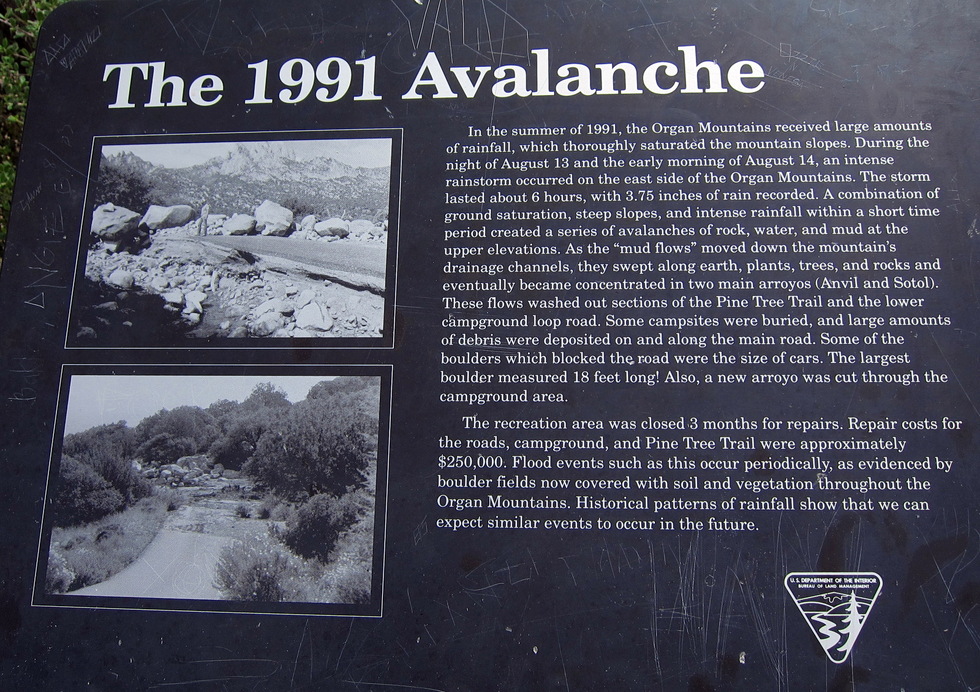 The 1991 Avalanche
In the summer of 1991, the Organ Mountains received large amounts
of rainfall, which thoroughly saturated the mountain slopes. During the
night of August 13 and the early morning of August 14, an intense
rainstorm occurred on the east side of the Organ Mountains. The storm
lasted about 6 hours, with 3.75 inches of rain recorded. A combination of
ground saturation, steep slopes, and intense rainfall within a short time
period created a series of avalanches of rock, water, and mud at the
upper elevations. As the “mud flows” moved down the mountain's
drainage channels, they swept along earth, plants, trees, and rocks and
eventually became concentrated in two main arroyos (Anvil and Sotol).
These flows washed out sections of the Pine Tree Trail and the lower
campground loop road. Some campsites were buried, and large amounts
of debris were deposited on and along the main road. Some of the
boulders which blocked the road were the size of cars. The largest
boulder measured 18 feet long! Also, a new arroyo was cut through the
campground area.
The recreation area was closed 3 months for repairs. Repair costs for
the roads, campground, and Pine Tree Trail were approximately
$250,000. Flood events such as this occur periodically, as evidenced by
boulder fields now covered with soil and vegetation throughout the
Organ Mountains. Historical patterns of rainfall show that we can
expect similar events to occur in the future.
U.S. DEPARTMENT OF THE INTERIOR
BUREAU OF LAND MANAGEMENT